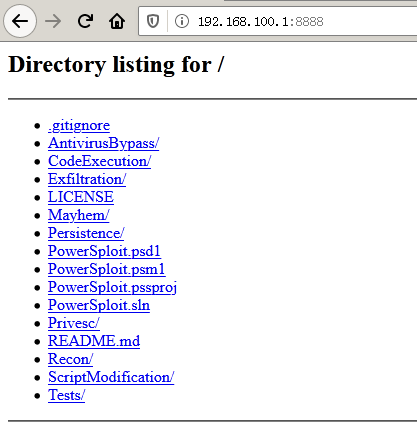 192.168.100.1:8888
Directory listing for /
.gitignore
AntivirusBypass/
CodeExecution/
Exfiltration/
LICENSE
Mayhem/
Persistence/
PowerSploit.psd1
PowerSploit.psm1
PowerSploit.pssproj
PowerSploit.sln
Privesc/
README.md
Recon/
ScriptModification/
Tests/